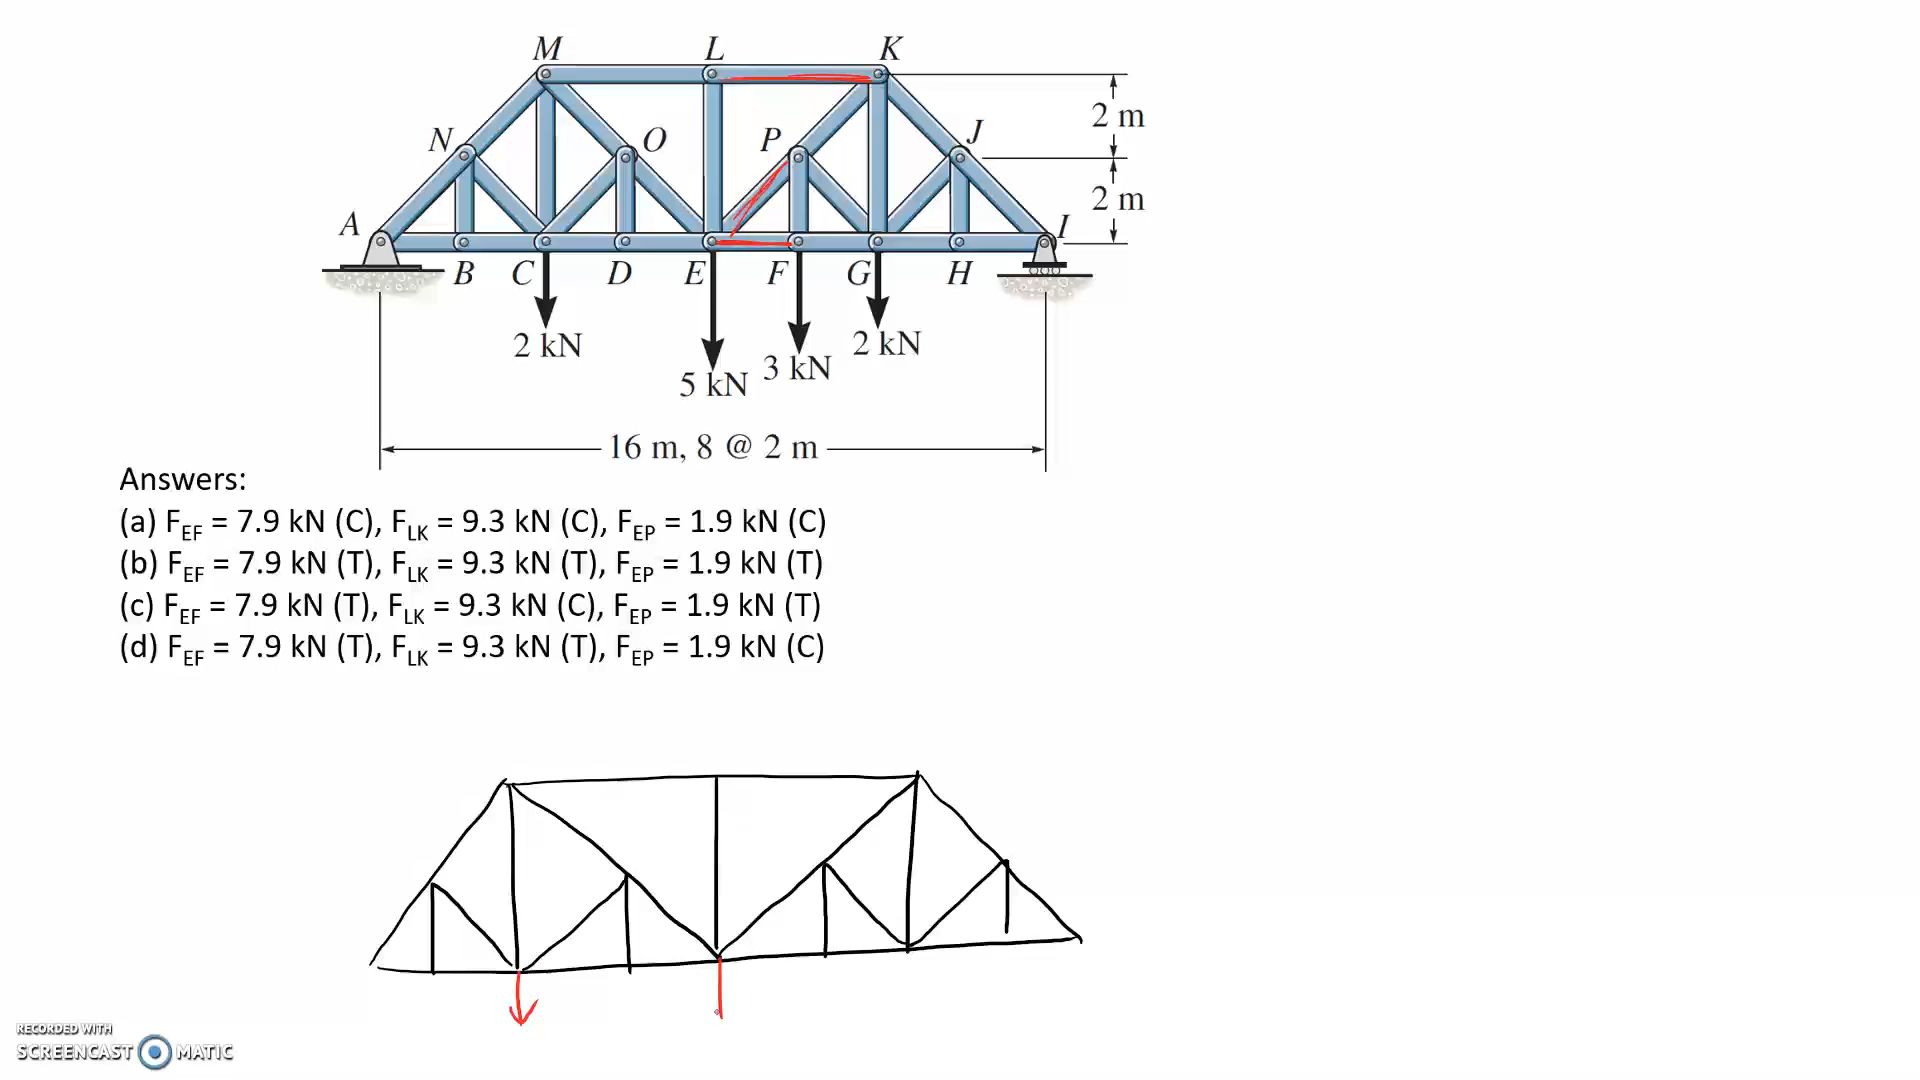 M L K
2 m
N O P J
2 m
A I
B C D E F G H
2 kN 5 kN 3 kN 2 kN
16 m, 8 @ 2 m
Answers:
(a) FEF = 7.9 kN (C), FLK = 9.3 kN (C), FEP = 1.9 kN (C)
(b) FEF = 7.9 kN (T), FLK = 9.3 kN (T), FEP = 1.9 kN (T)
(c) FEF = 7.9 kN (T), FLK = 9.3 kN (C), FEP = 1.9 kN (T)
(d) FEF = 7.9 kN (T), FLK = 9.3 kN (T), FEP = 1.9 kN (C)
RECORDED WITH
SCREENCAST MATIC